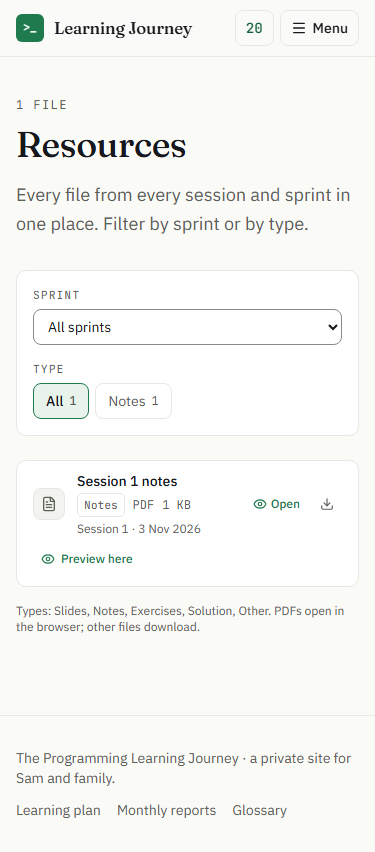 >_ Learning Journey 20 Menu
1 FILE
Resources
Every file from every session and sprint in
one place. Filter by sprint or by type.
SPRINT
All sprints
TYPE
All 1 Notes 1
Session 1 notes
Notes PDF 1 KB Open
Session 1 · 3 Nov 2026
Preview here
Types: Slides, Notes, Exercises, Solution, Other. PDFs open in
the browser; other files download.
The Programming Learning Journey · a private site for
Sam and family.
Learning plan Monthly reports Glossary